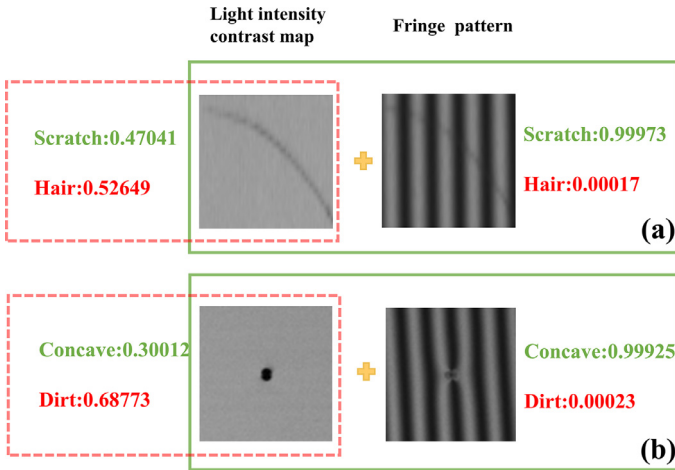 Light intensity
contrast map
Fringe pattern
Scratch:0.47041
Hair:0.52649
Scratch:0.99973
Hair:0.00017
(a)
Concave:0.30012
Dirt:0.68773
Concave:0.99925
Dirt:0.00023
(b)